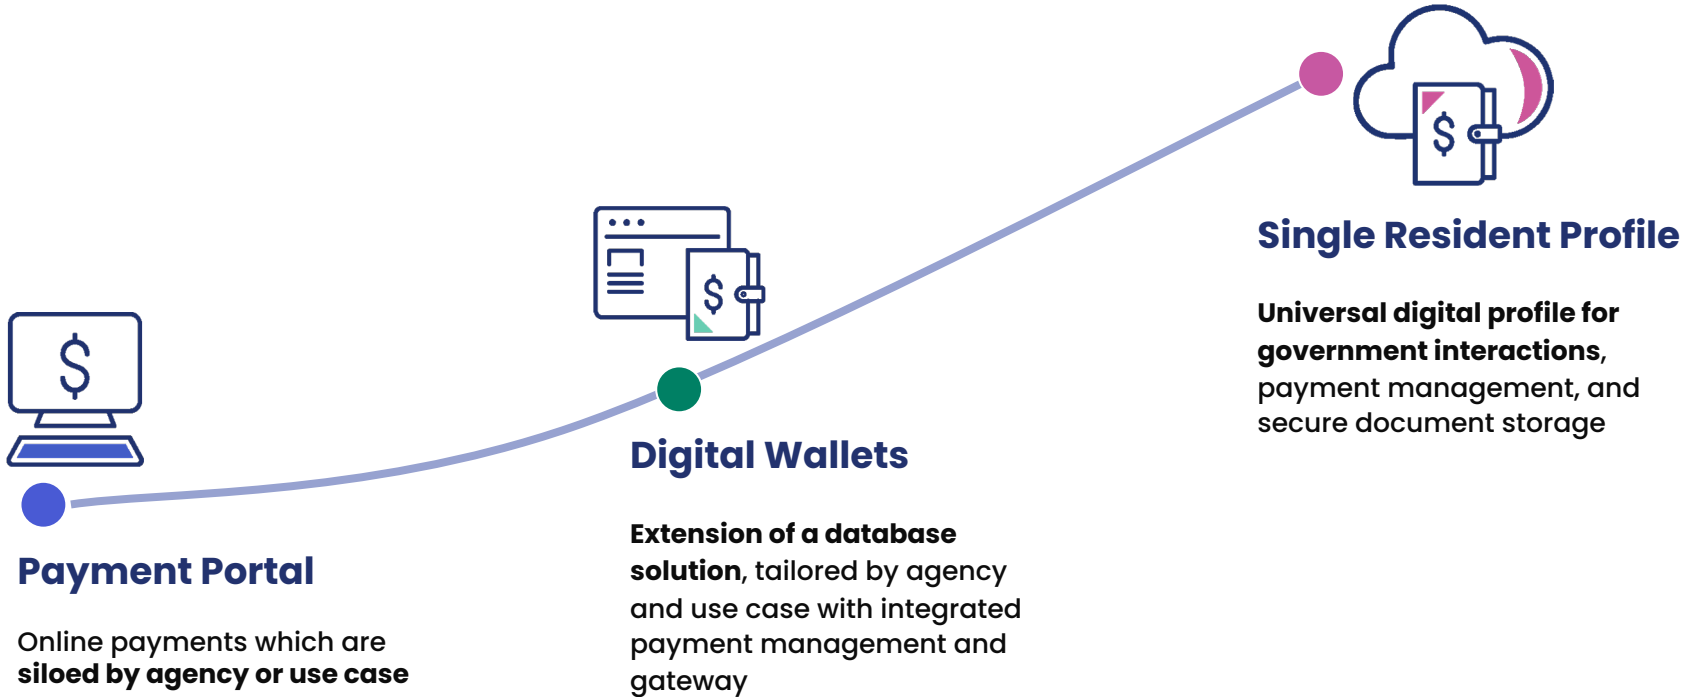 Payment Portal
Online payments which are
siloed by agency or use case
Digital Wallets
Extension of a database
solution, tailored by agency
and use case with integrated
payment management and
gateway
Single Resident Profile
Universal digital profile for
government interactions,
payment management, and
secure document storage
$
$
$